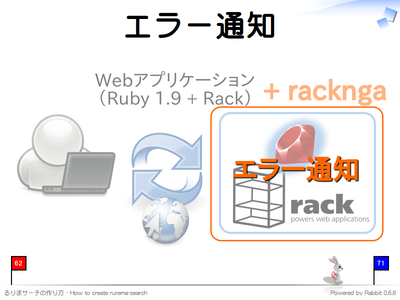 エラー通知
Webアプリケーション
（Ruby 1.9 + Rack）
+ racknga
エラー通知
rack
powers web applications
62
71
るりまサーチの作り方 - How to create rurema-search
Powered by Rabbit 0.6.6